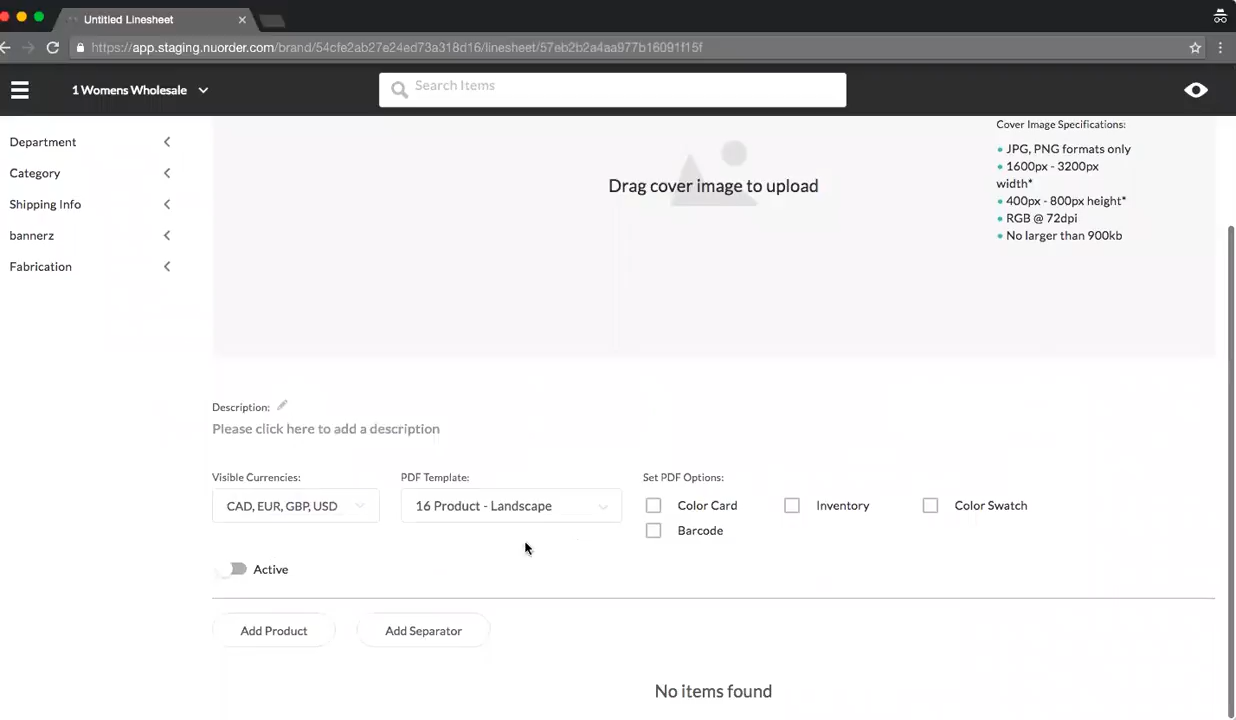 Untitled Linesheet
https://app.staging.nuorder.com/brand/54cfe2ab27e24ed73a318d16/linesheet/57eb2b2a4aa977b16091f15f
1 Womens Wholesale
Search Items
Department
Category
Shipping Info
bannerz
Fabrication
Drag cover image to upload
Cover Image Specifications:
JPG, PNG formats only
1600px - 3200px
width*
400px - 800px height*
RGB @ 72dpi
No larger than 900kb
Description:
Please click here to add a description
Visible Currencies:
CAD, EUR, GBP, USD
PDF Template:
16 Product - Landscape
Set PDF Options:
Color Card
Inventory
Color Swatch
Barcode
Active
Add Product
Add Separator
No items found